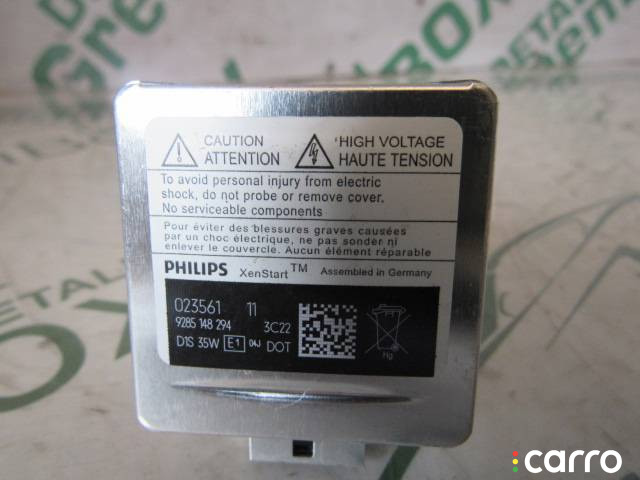 CAUTION
ATTENTION
HIGH VOLTAGE
HAUTE TENSION
To avoid personal injury from electric
shock, do not probe or remove cover.
No serviceable components
Pour éviter des blessures graves causées
par un choc électrique, ne pas sonder ni
enlever le couvercle. Aucun élément réparable
PHILIPS XenStart™ Assembled in Germany
023561 11
9285 148 294 3C22
D1S 35W E1 04J DOT
Hg
carro